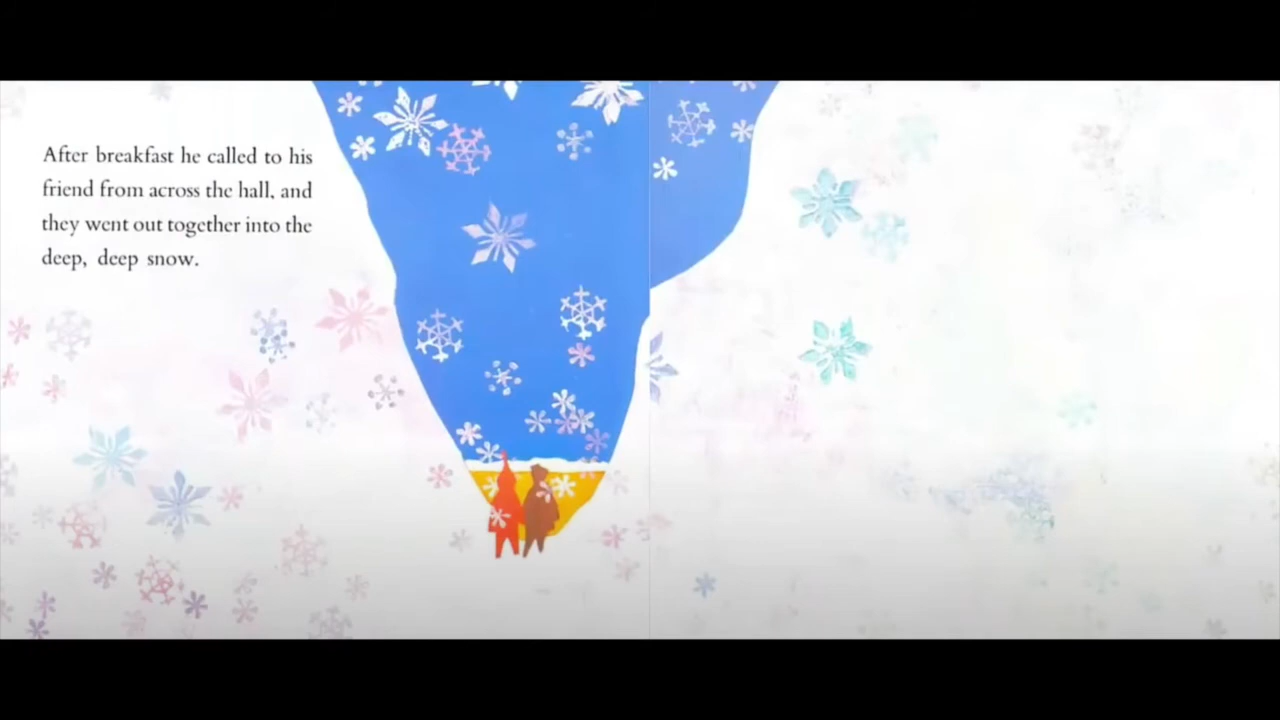 After breakfast he called to his
friend from across the hall, and
they went out together into the
deep, deep snow.